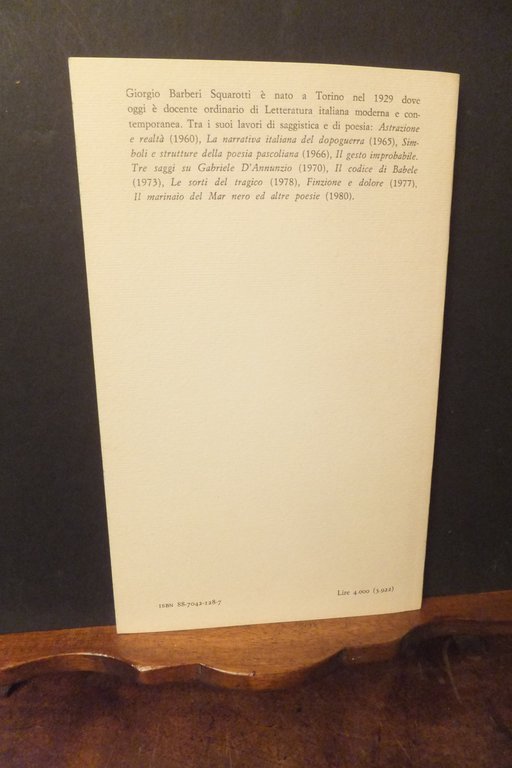 Giorgio Barberi Squarotti è nato a Torino nel 1929 dove
oggi è docente ordinario di Letteratura italiana moderna e con-
temporanea. Tra i suoi lavori di saggistica e di poesia: Astrazione
e realtà (1960), La narrativa italiana del dopoguerra (1965), Sim-
boli e strutture della poesia pascoliana (1966), Il gesto improbabile.
Tre saggi su Gabriele D'Annunzio (1970), Il codice di Babele
(1973), Le sorti del tragico (1978), Finzione e dolore (1977),
Il marinaio del Mar nero ed altre poesie (1980).
ISBN 88-7042-128-7
Lire 4.000 (3.922)